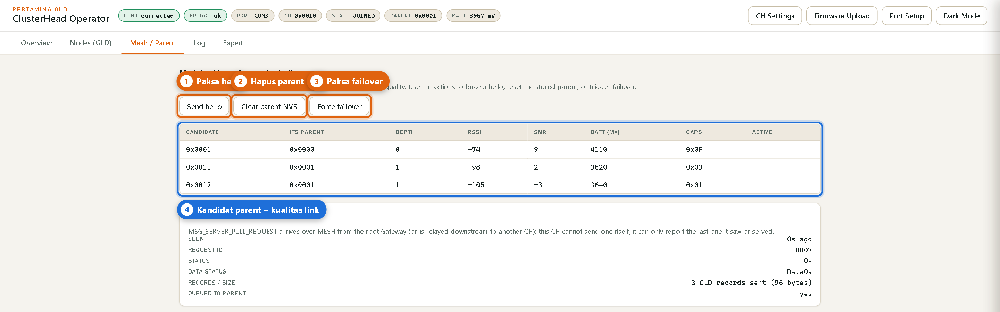 PERTAMINA GLD
ClusterHead Operator
LINK connected
BRIDGE ok
PORT COM3
CH 0x0010
STATE JOINED
PARENT 0x0001
BATT 3957 mV
CH Settings
Firmware Upload
Port Setup
Dark Mode
Overview
Nodes (GLD)
Mesh / Parent
Log
Expert
1 Paksa
2 Hapus parent
3 Paksa failover
quality. Use the actions to force a hello, reset the stored parent, or trigger failover.
Send hello
Clear parent NVS
Force failover
CANDIDATE ITS PARENT DEPTH RSSI SNR BATT (MV) CAPS ACTIVE
0x0001 0x0000 0 −74 9 4110 0x0F
0x0011 0x0001 1 −98 2 3820 0x03
0x0012 0x0001 1 −105 −3 3640 0x01
4 Kandidat parent + kualitas link
MSG_SERVER_PULL_REQUEST arrives over MESH from the root Gateway (or is relayed downstream to another CH); this CH cannot send one itself, it can only report the last one it saw or served.
SEEN 0s ago
REQUEST ID 0007
STATUS Ok
DATA STATUS DataOk
RECORDS / SIZE 3 GLD records sent (96 bytes)
QUEUED TO PARENT yes